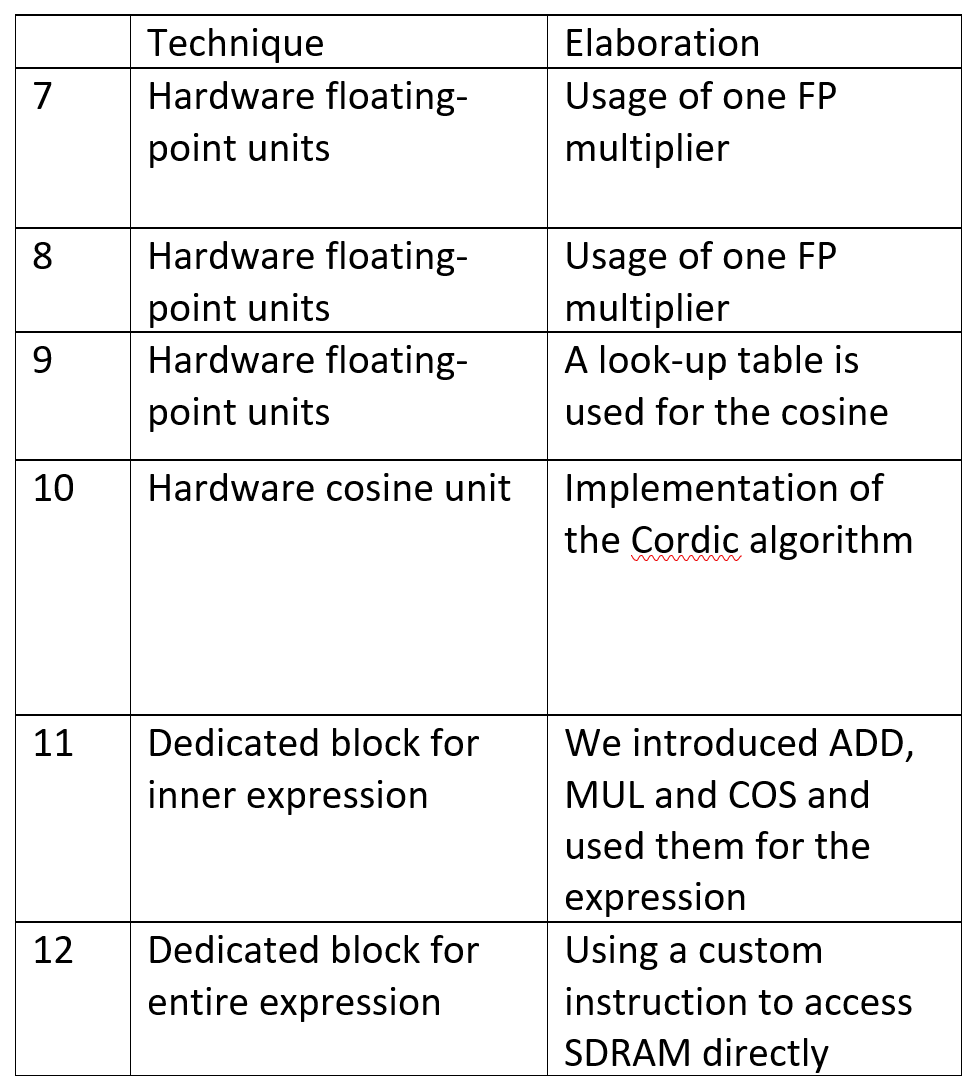 Technique Elaboration
7 Hardware floating- Usage of one FP
point units multiplier
8 Hardware floating- Usage of one FP
point units multiplier
9 Hardware floating- A look-up table is
point units used for the cosine
10 Hardware cosine unit Implementation of
the Cordic algorithm
11 Dedicated block for We introduced ADD,
inner expression MUL and COS and
used them for the
expression
12 Dedicated block for Using a custom
entire expression instruction to access
SDRAM directly